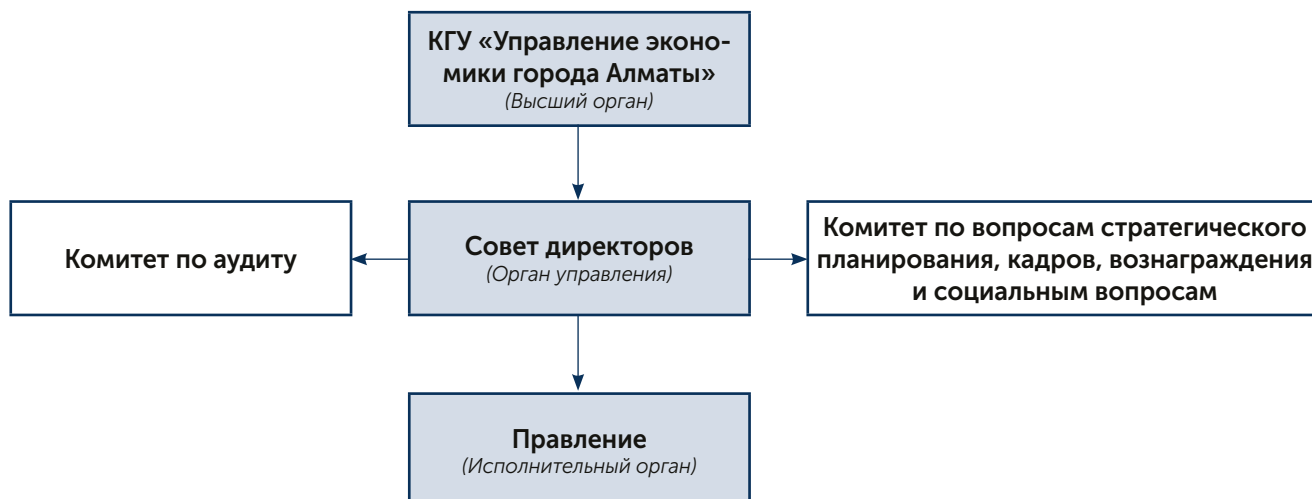 КГУ «Управление эконо-
мики города Алматы»
(Высший орган)
Комитет по аудиту
Совет директоров
(Орган управления)
Комитет по вопросам стратегического
планирования, кадров, вознаграждения
и социальным вопросам
Правление
(Исполнительный орган)